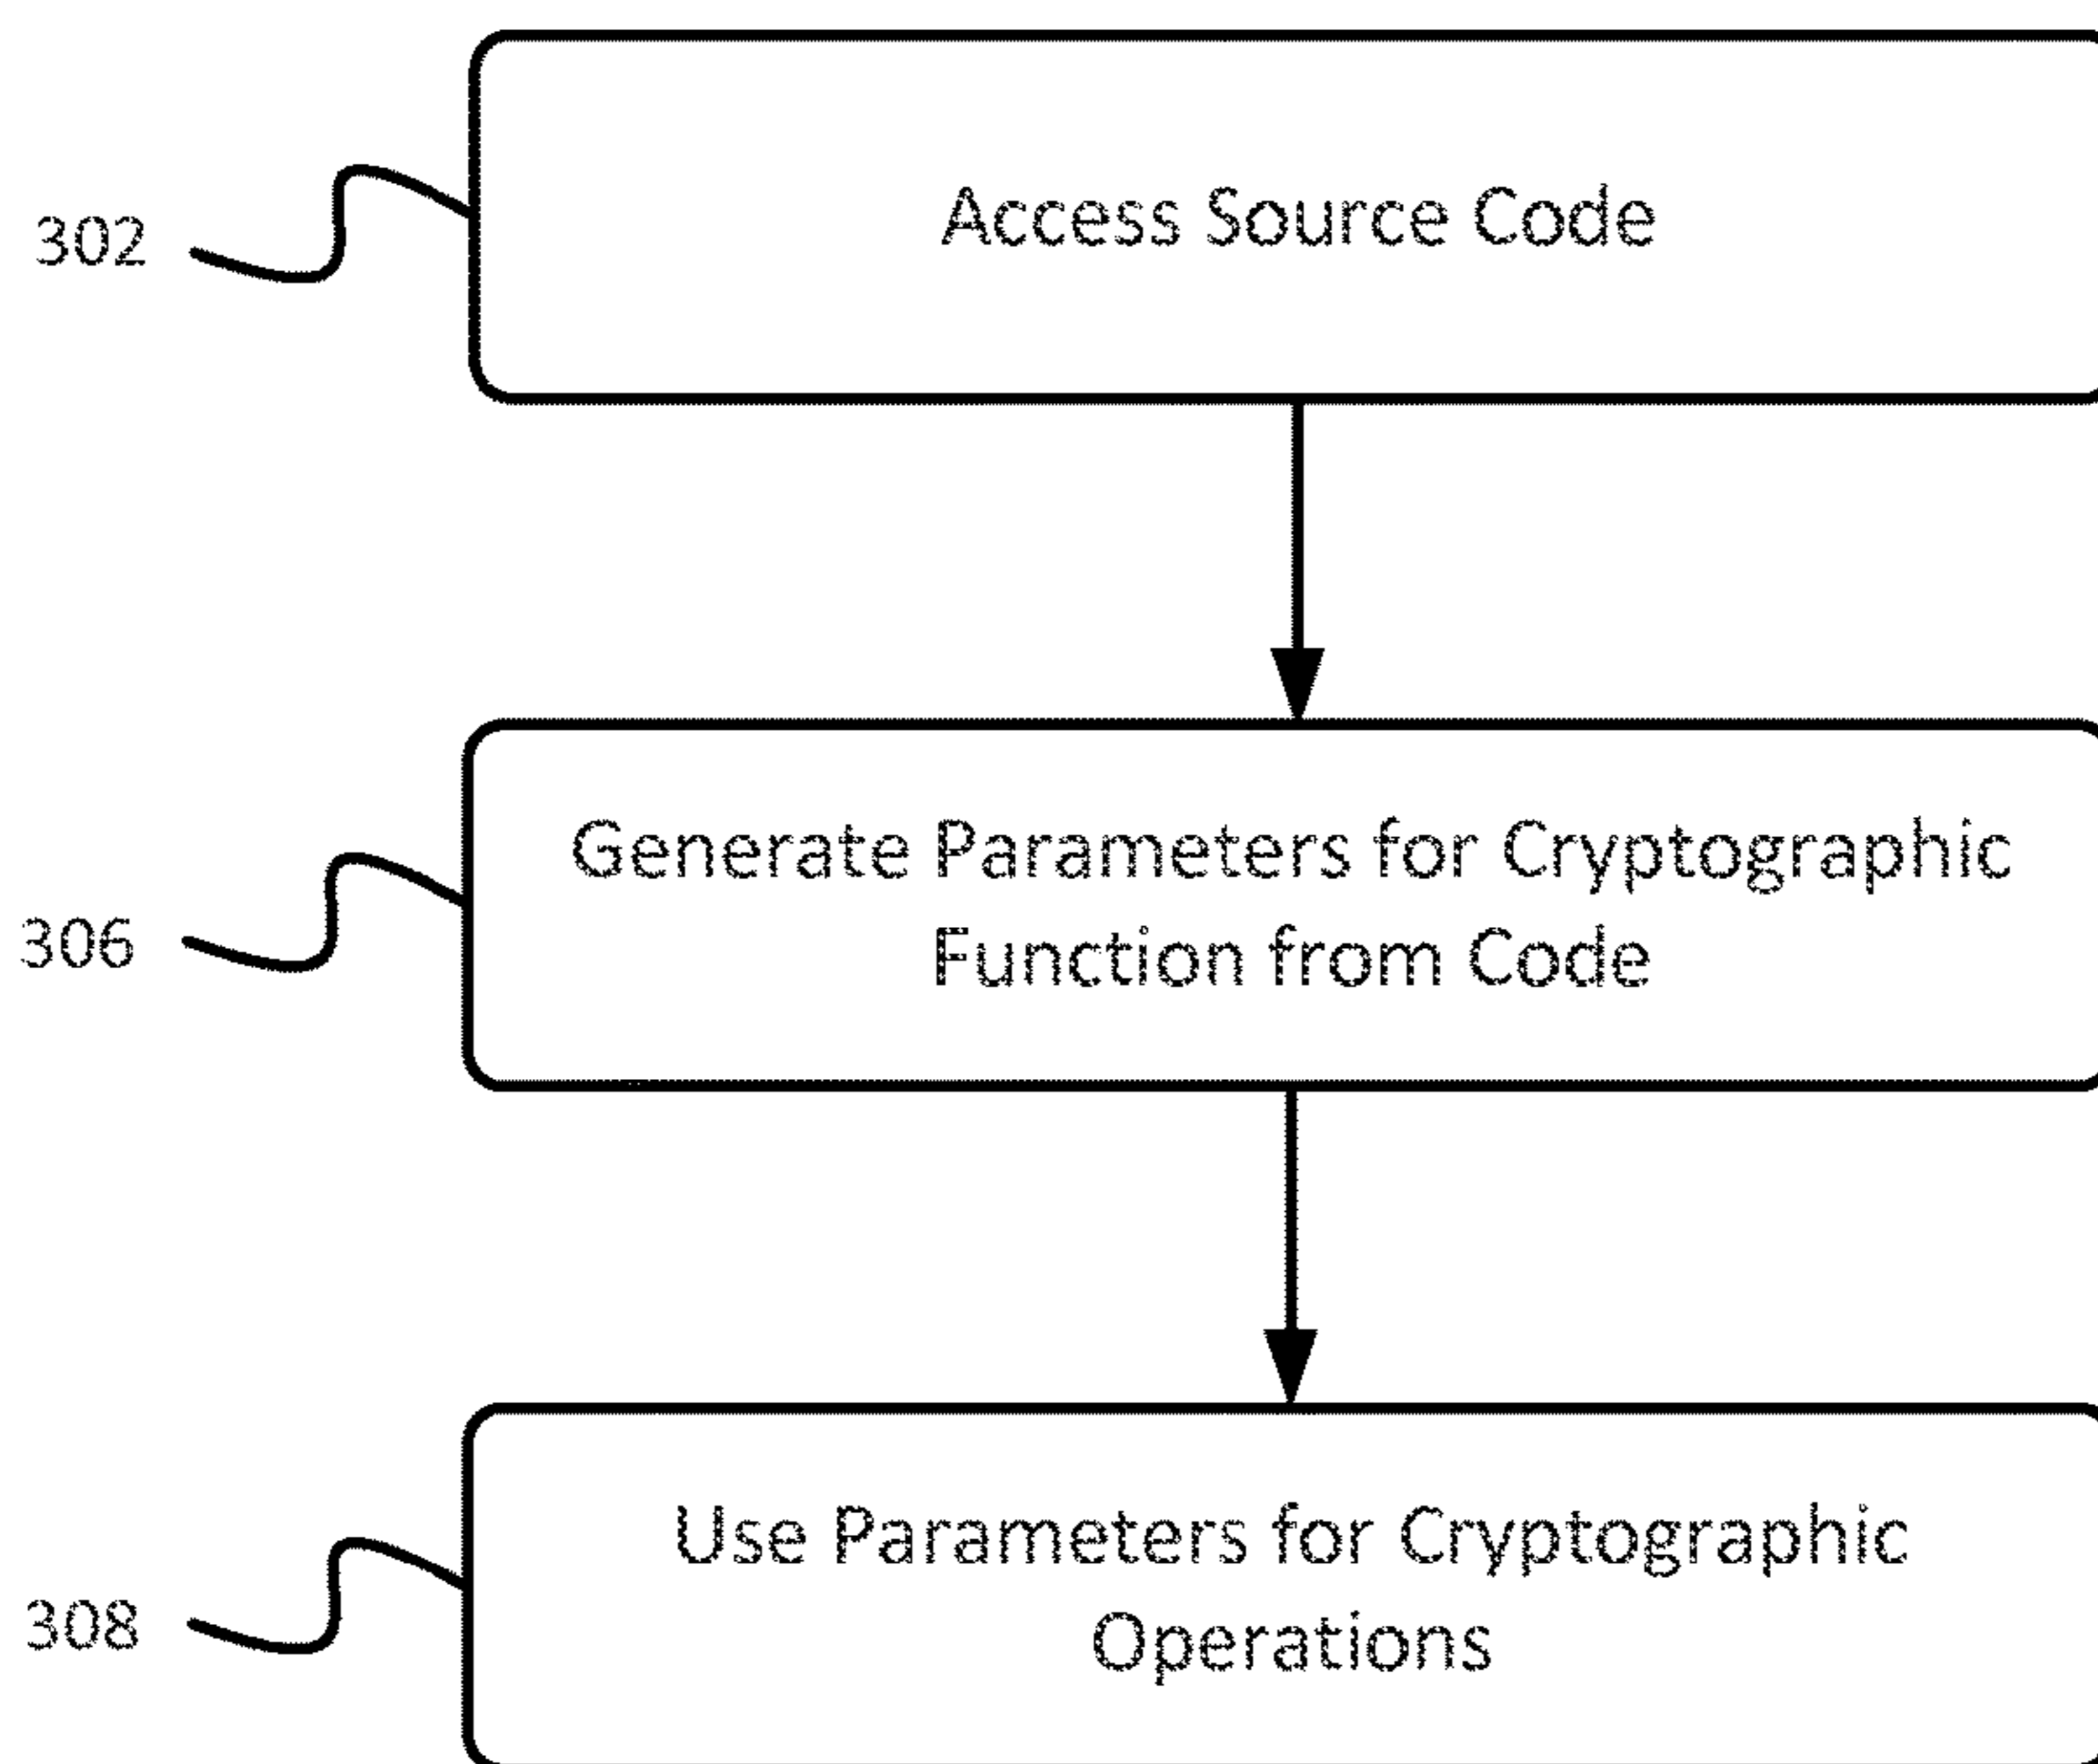 302
Access Source Code
306
Generate Parameters for Cryptographic
Function from Code
308
Use Parameters for Cryptographic
Operations